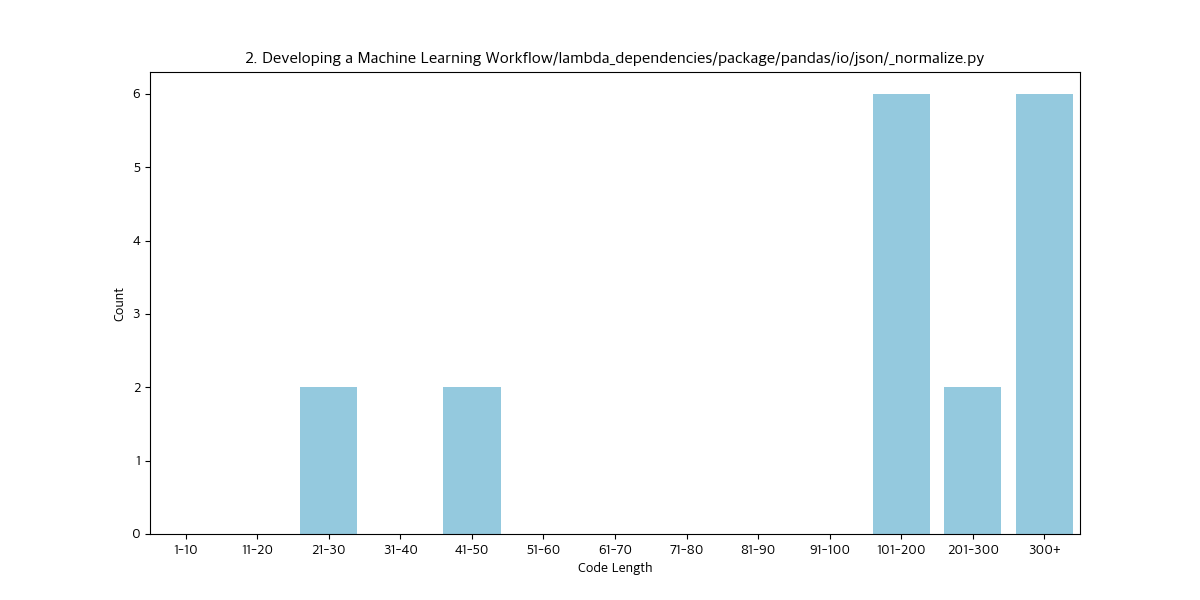 2. Developing a Machine Learning Workflow/lambda_dependencies/package/pandas/io/json/_normalize.py
6
5
4
3
2
1
0
Count
1-10 11-20 21-30 31-40 41-50 51-60 61-70 71-80 81-90 91-100 101-200 201-300 300+
Code Length